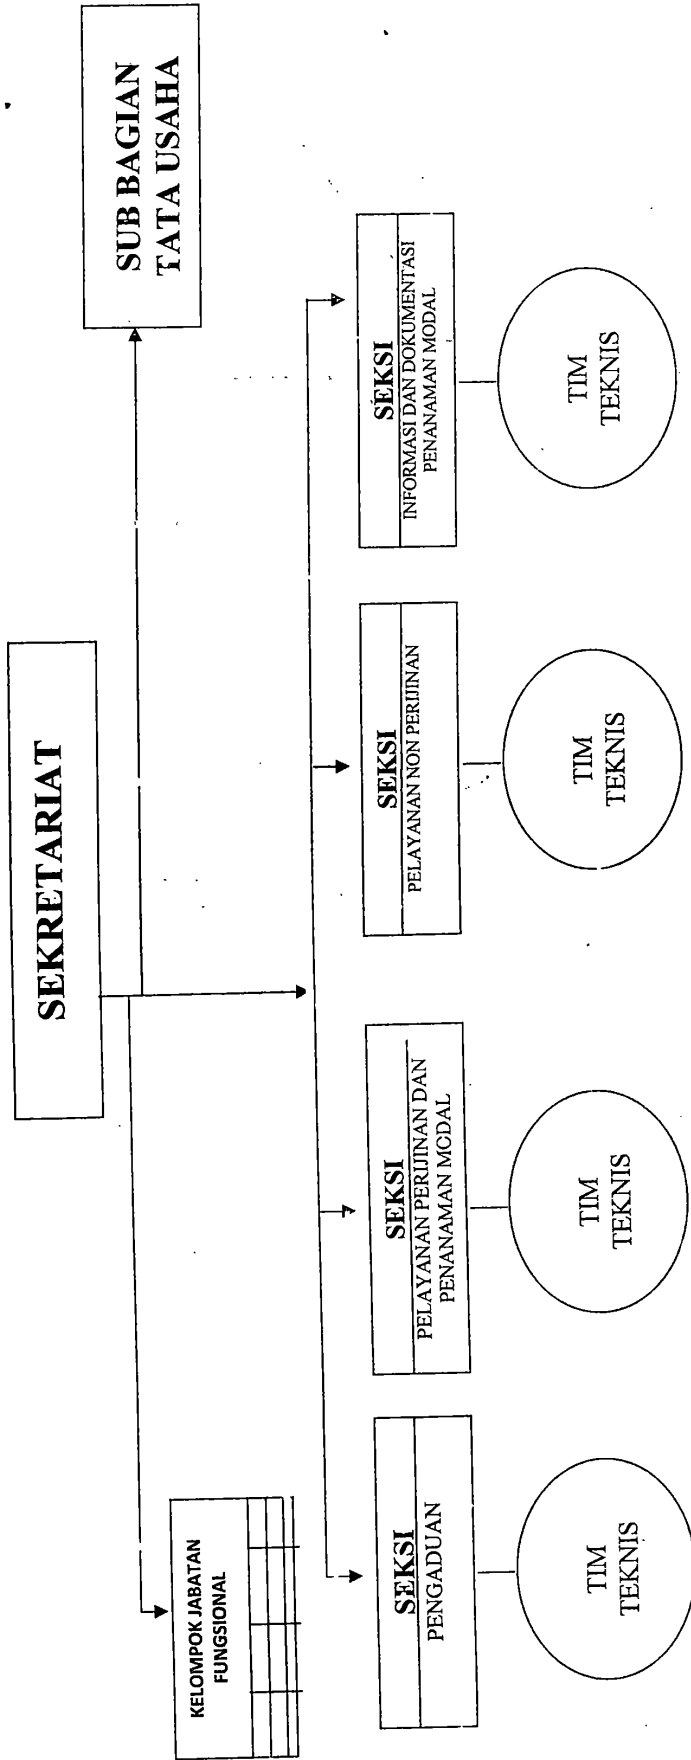 SEKRETARIAT
SUB BAGIAN
TATA USAHA
KELOMPOK JABATAN
FUNGSIONAL
SEKSI
PENGADUAN
SEKSI
PELAYANAN PERIJINAN DAN
PENANAMAN MODAL
SEKSI
PELAYANAN NON PERIJINAN
SEKSI
INFORMASI DAN DOKUMENTASI
PENANAMAN MODAL
TIM
TEKNIS
TIM
TEKNIS
TIM
TEKNIS
TIM
TEKNIS